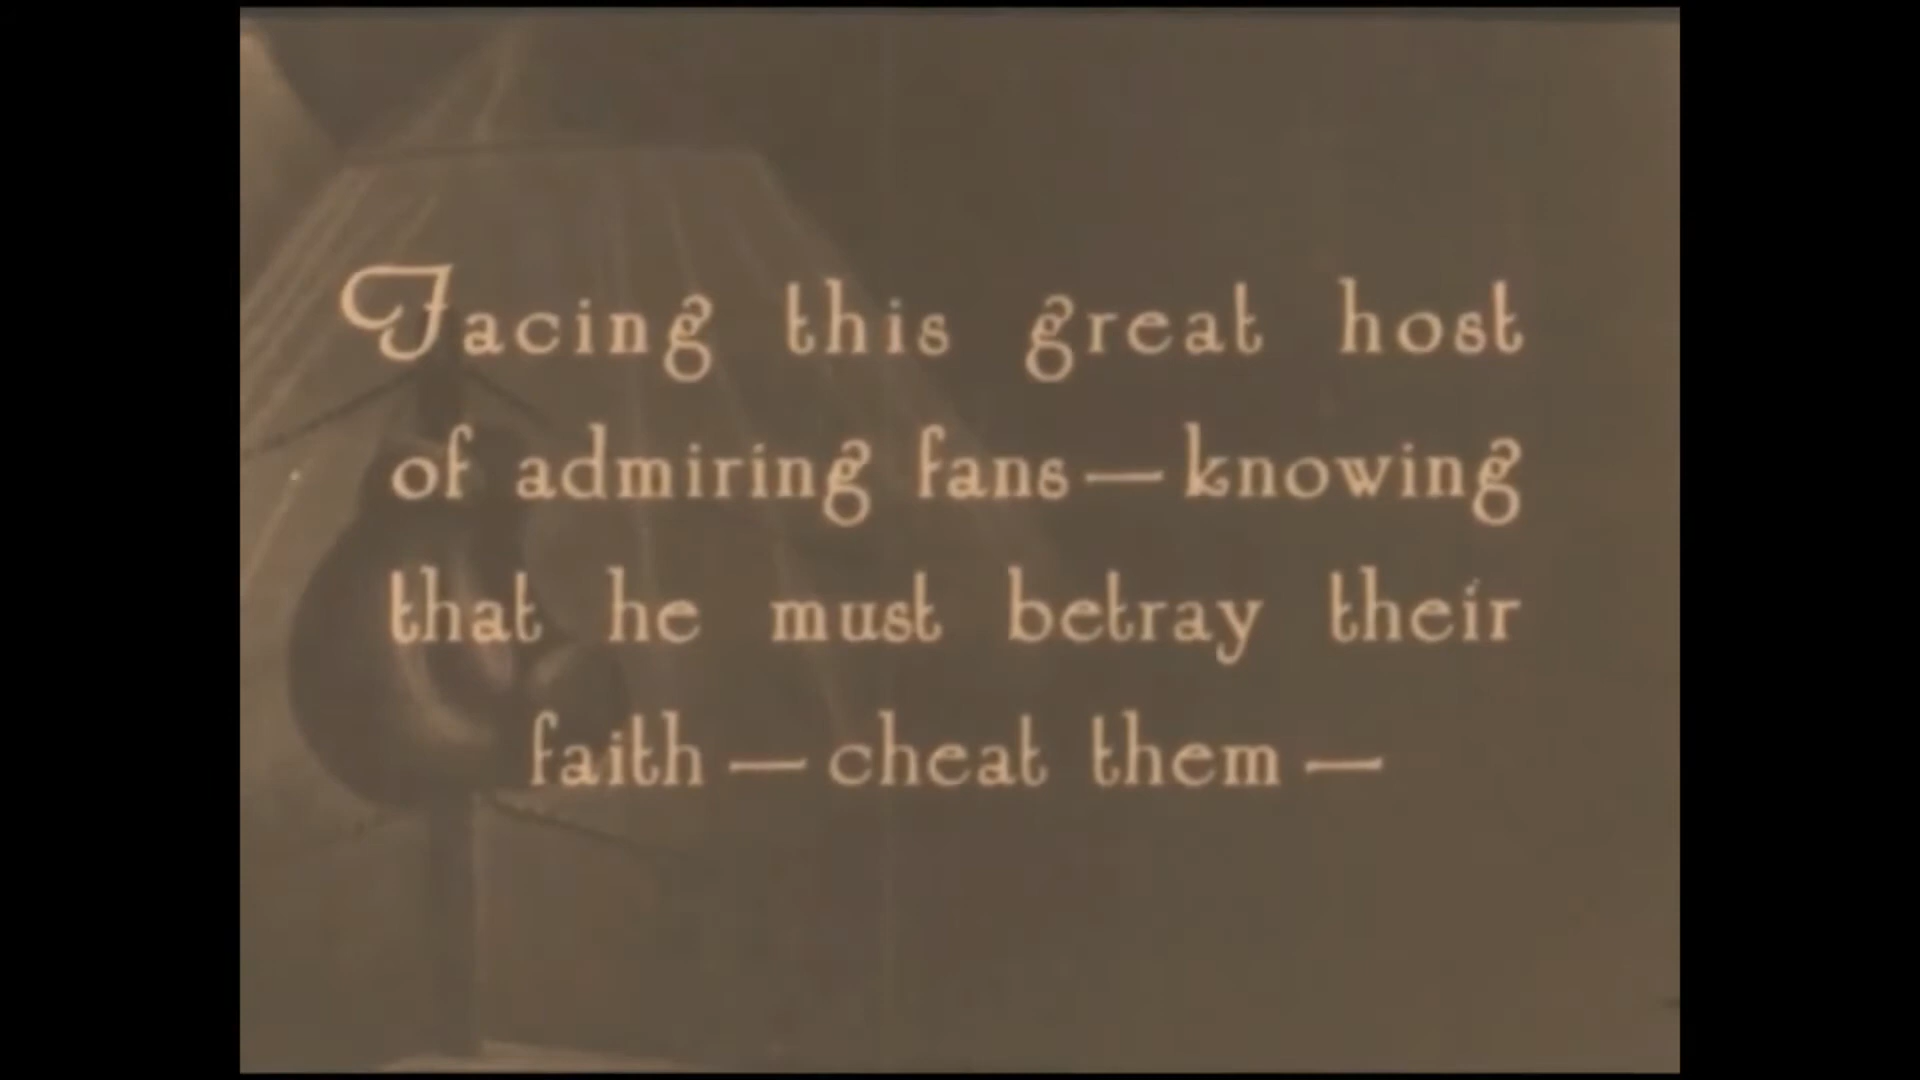 Facing this great host
of admiring fans—knowing
that he must betray their
faith—cheat them—